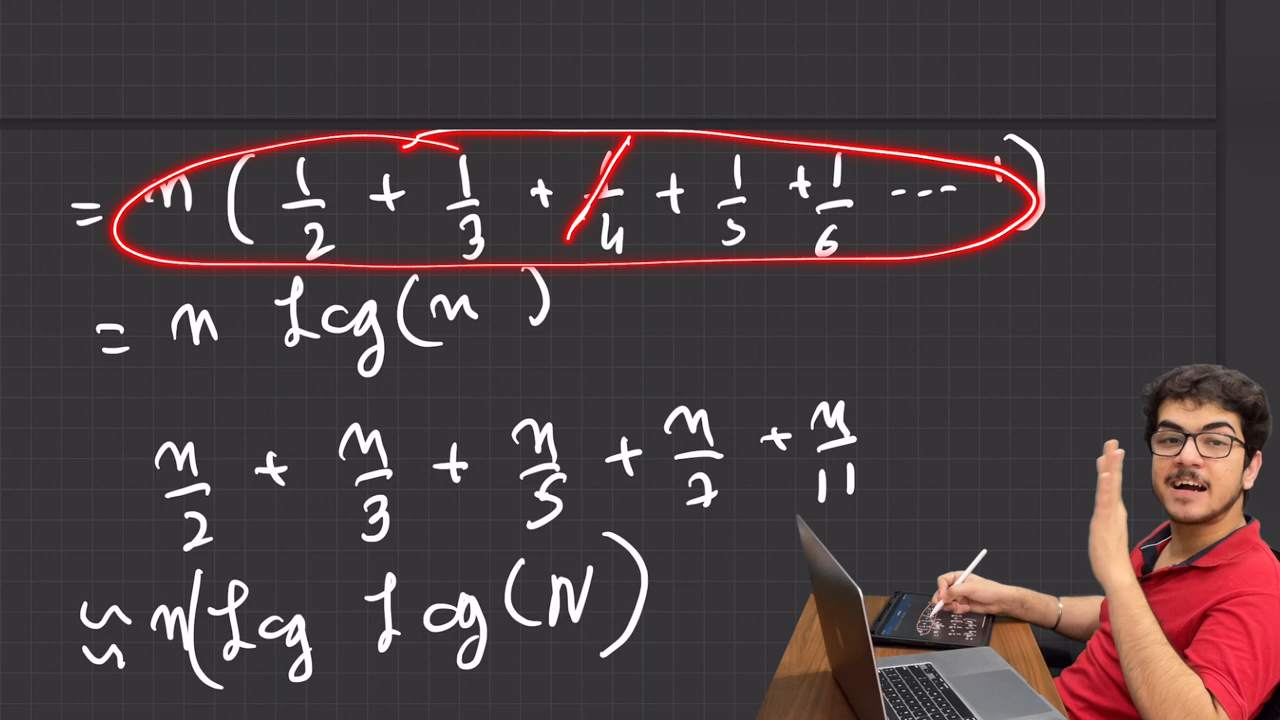 = n ( 1/2 + 1/3 + 1/4 + 1/5 + 1/6 --- )
= n Log(n )
n/2 + n/3 + n/5 + n/7 + n/11
≈ n(Log Log(N)